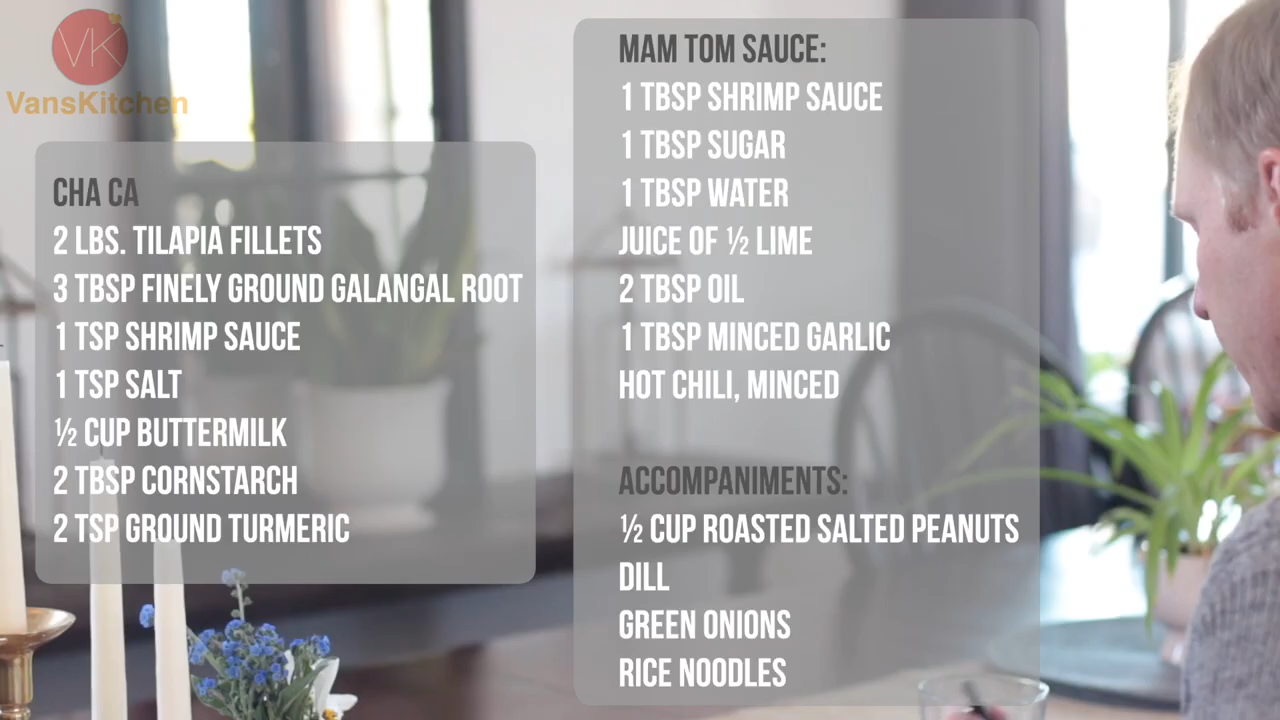 VK
VansKitchen
CHA CA
2 LBS. TILAPIA FILLETS
3 TBSP FINELY GROUND GALANGAL ROOT
1 TSP SHRIMP SAUCE
1 TSP SALT
½ CUP BUTTERMILK
2 TBSP CORNSTARCH
2 TSP GROUND TURMERIC
MAM TOM SAUCE:
1 TBSP SHRIMP SAUCE
1 TBSP SUGAR
1 TBSP WATER
JUICE OF ½ LIME
2 TBSP OIL
1 TBSP MINCED GARLIC
HOT CHILI, MINCED
ACCOMPANIMENTS:
½ CUP ROASTED SALTED PEANUTS
DILL
GREEN ONIONS
RICE NOODLES